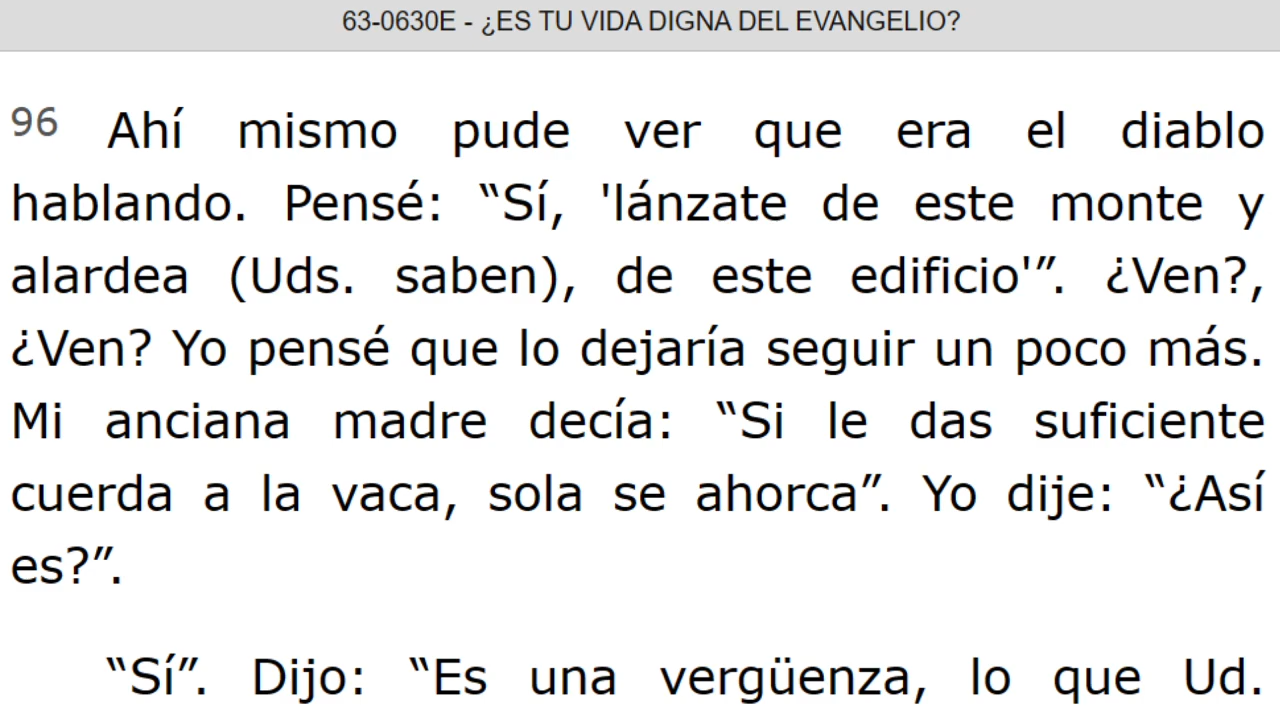 63-0630E - ¿ES TU VIDA DIGNA DEL EVANGELIO?
96 Ahí mismo pude ver que era el diablo
hablando. Pensé: “Sí, 'lánzate de este monte y
alardea (Uds. saben), de este edificio'”. ¿Ven?,
¿Ven? Yo pensé que lo dejaría seguir un poco más.
Mi anciana madre decía: “Si le das suficiente
cuerda a la vaca, sola se ahorca”. Yo dije: “¿Así
es?”.
“Sí”. Dijo: “Es una vergüenza, lo que Ud.